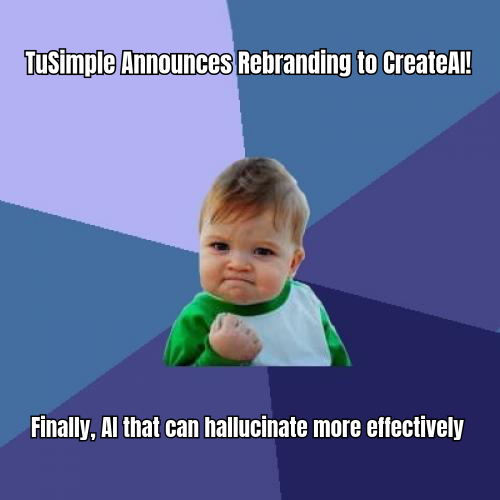 TuSimple Announces Rebranding to CreateAI!
Finally, AI that can hallucinate more effectively